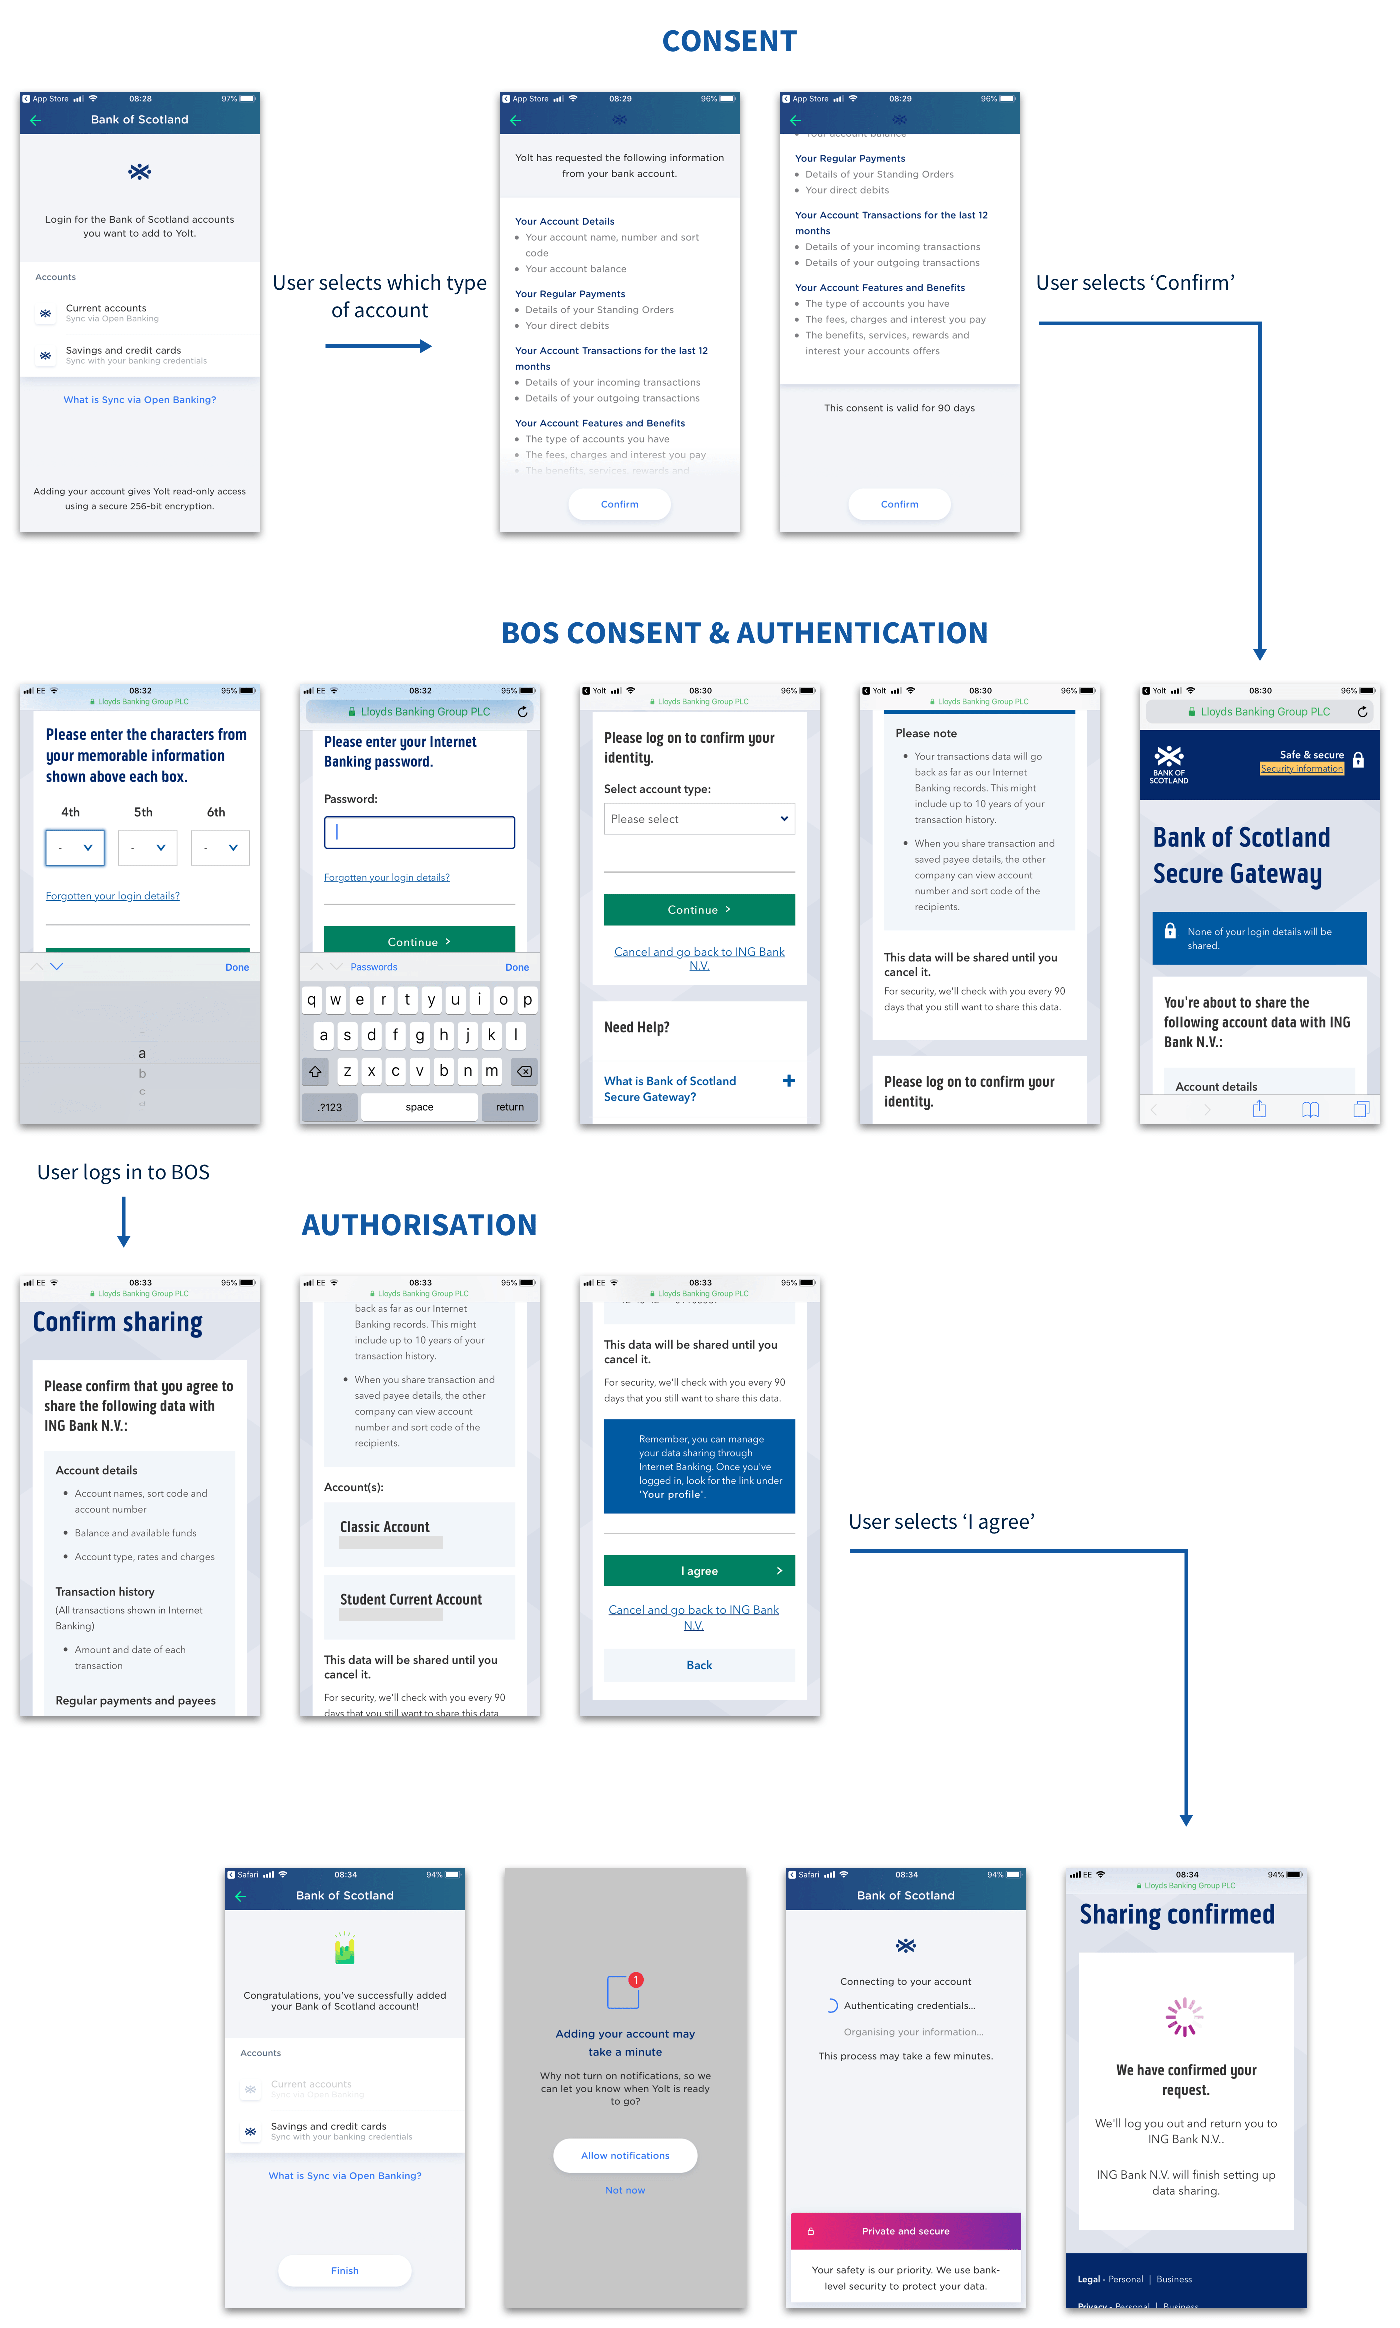 CONSENT
App Store 08:28 97%
Bank of Scotland
Login for the Bank of Scotland accounts
you want to add to Yolt.
Accounts
Current accounts
Sync via Open Banking
Savings and credit cards
Sync with your banking credentials
What is Sync via Open Banking?
Adding your account gives Yolt read-only access
using a secure 256-bit encryption.
User selects which type
of account
App Store 08:29 96%
Yolt has requested the following information
from your bank account.
Your Account Details
• Your account name, number and sort
code
• Your account balance
Your Regular Payments
• Details of your Standing Orders
• Your direct debits
Your Account Transactions for the last 12
months
• Details of your incoming transactions
• Details of your outgoing transactions
Your Account Features and Benefits
• The type of accounts you have
• The fees, charges and interest you pay
• The benefits, services, rewards and
Confirm
App Store 08:29 96%
Your account balance
Your Regular Payments
• Details of your Standing Orders
• Your direct debits
Your Account Transactions for the last 12
months
• Details of your incoming transactions
• Details of your outgoing transactions
Your Account Features and Benefits
• The type of accounts you have
• The fees, charges and interest you pay
• The benefits, services, rewards and
interest your accounts offers
This consent is valid for 90 days
Confirm
User selects ‘Confirm’
BOS CONSENT & AUTHENTICATION
EE 08:32 95%
Lloyds Banking Group PLC
Please enter the characters from
your memorable information
shown above each box.
4th 5th 6th
- - -
Forgotten your login details?
Done
a
b
c
d
EE 08:32 95%
Lloyds Banking Group PLC
Please enter your Internet
Banking password.
Password:
Forgotten your login details?
Continue >
Passwords Done
q w e r t y u i o p
a s d f g h j k l
z x c v b n m
.?123 space return
Yolt 08:30 96%
Lloyds Banking Group PLC
Please log on to confirm your
identity.
Select account type:
Please select
Continue >
Cancel and go back to ING Bank
N.V.
Need Help?
What is Bank of Scotland
Secure Gateway?
Yolt 08:30 96%
Lloyds Banking Group PLC
Please note
• Your transactions data will go
back as far as our Internet
Banking records. This might
include up to 10 years of your
transaction history.
• When you share transaction and
saved payee details, the other
company can view account
number and sort code of the
recipients.
This data will be shared until you
cancel it.
For security, we'll check with you every 90
days that you still want to share this data.
Please log on to confirm your
identity.
Yolt 08:30 96%
Lloyds Banking Group PLC
BANK OF
SCOTLAND
Safe & secure
Security information
Bank of Scotland
Secure Gateway
None of your login details will be
shared.
You're about to share the
following account data with ING
Bank N.V.:
Account details
User logs in to BOS
AUTHORISATION
EE 08:33 95%
Lloyds Banking Group PLC
Confirm sharing
Please confirm that you agree to
share the following data with
ING Bank N.V.:
Account details
• Account names, sort code and
account number
• Balance and available funds
• Account type, rates and charges
Transaction history
(All transactions shown in Internet
Banking)
• Amount and date of each
transaction
Regular payments and payees
EE 08:33 95%
Lloyds Banking Group PLC
back as far as our Internet
Banking records. This might
include up to 10 years of your
transaction history.
• When you share transaction and
saved payee details, the other
company can view account
number and sort code of the
recipients.
Account(s):
Classic Account
Student Current Account
This data will be shared until you
cancel it.
For security, we'll check with you every 90
days that you still want to share this data.
EE 08:33 95%
Lloyds Banking Group PLC
This data will be shared until you
cancel it.
For security, we'll check with you every 90
days that you still want to share this data.
Remember, you can manage
your data sharing through
Internet Banking. Once you've
logged in, look for the link under
'Your profile'.
I agree >
Cancel and go back to ING Bank
N.V.
Back
User selects ‘I agree’
Safari 08:34 94%
Bank of Scotland
Congratulations, you've successfully added
your Bank of Scotland account!
Accounts
Current accounts
Sync via Open Banking
Savings and credit cards
Sync with your banking credentials
What is Sync via Open Banking?
Finish
1
Adding your account may
take a minute
Why not turn on notifications, so we
can let you know when Yolt is ready
to go?
Allow notifications
Not now
Safari 08:34 94%
Bank of Scotland
Connecting to your account
Authenticating credentials...
Organising your information...
This process may take a few minutes.
Private and secure
Your safety is our priority. We use bank-
level security to protect your data.
EE 08:34 94%
Lloyds Banking Group PLC
Sharing confirmed
We have confirmed your
request.
We'll log you out and return you to
ING Bank N.V..
ING Bank N.V. will finish setting up
data sharing.
Legal - Personal | Business
Privacy - Personal | Business